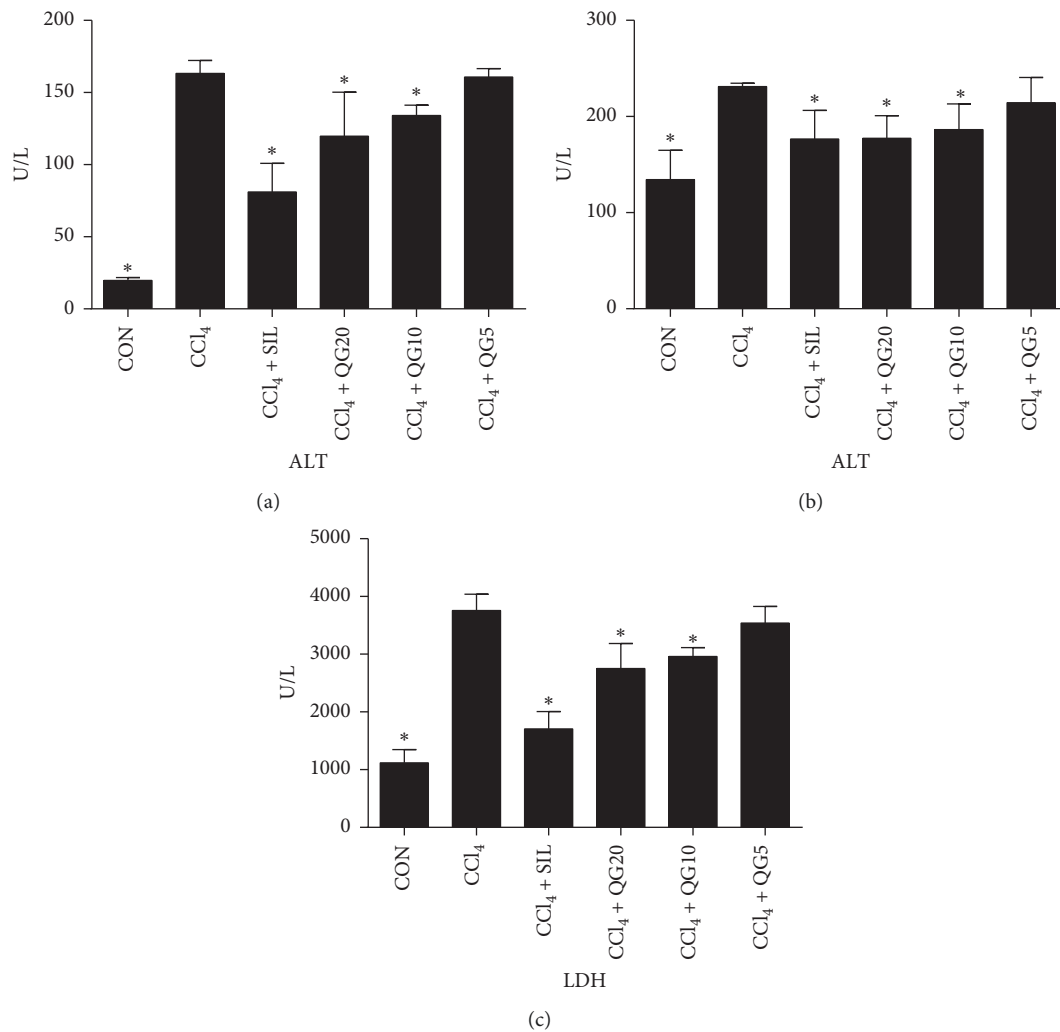 200
150
100
50
0
U/L
*
*
*
*
CON
CCl₄
CCl₄ + SIL
CCl₄ + QG20
CCl₄ + QG10
CCl₄ + QG5
ALT
(a)
300
200
100
0
U/L
*
*
*
*
CON
CCl₄
CCl₄ + SIL
CCl₄ + QG20
CCl₄ + QG10
CCl₄ + QG5
ALT
(b)
5000
4000
3000
2000
1000
0
U/L
*
*
*
*
CON
CCl₄
CCl₄ + SIL
CCl₄ + QG20
CCl₄ + QG10
CCl₄ + QG5
LDH
(c)